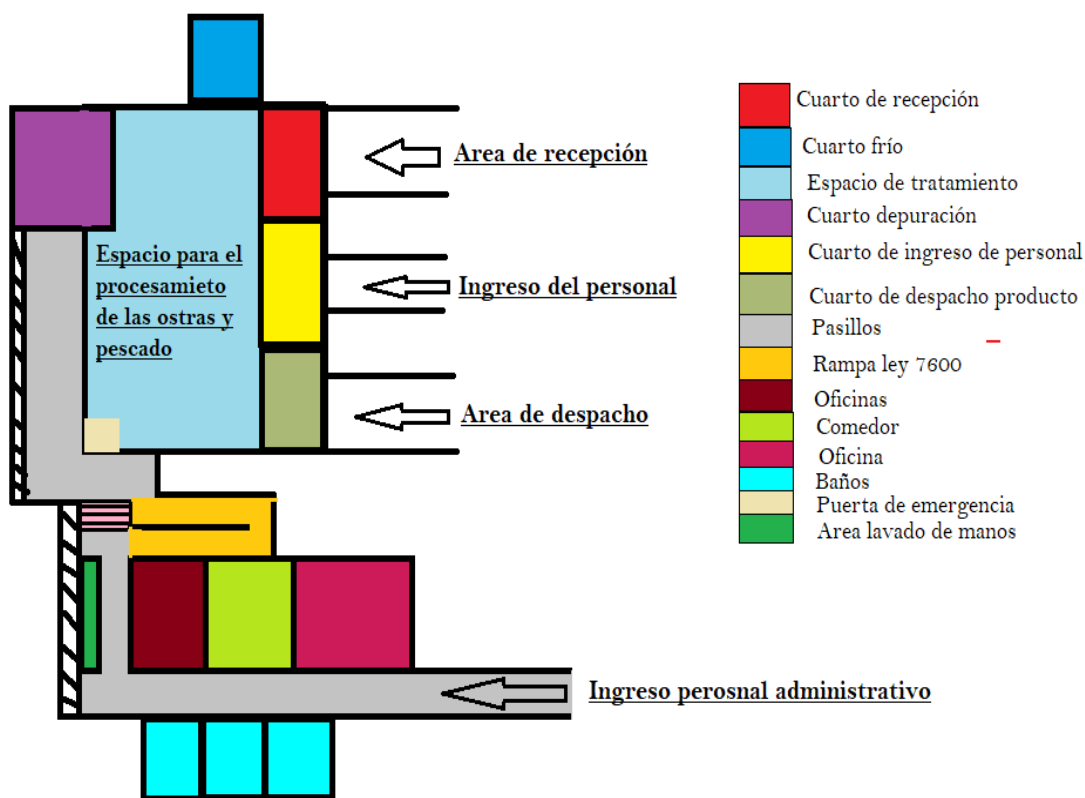 Area de recepción
Espacio para el
procesamieto
de las ostras y
pescado
Ingreso del personal
Area de despacho
Ingreso perosnal administrativo
Cuarto de recepción
Cuarto frío
Espacio de tratamiento
Cuarto depuración
Cuarto de ingreso de personal
Cuarto de despacho producto
Pasillos
Rampa ley 7600
Oficinas
Comedor
Oficina
Baños
Puerta de emergencia
Area lavado de manos